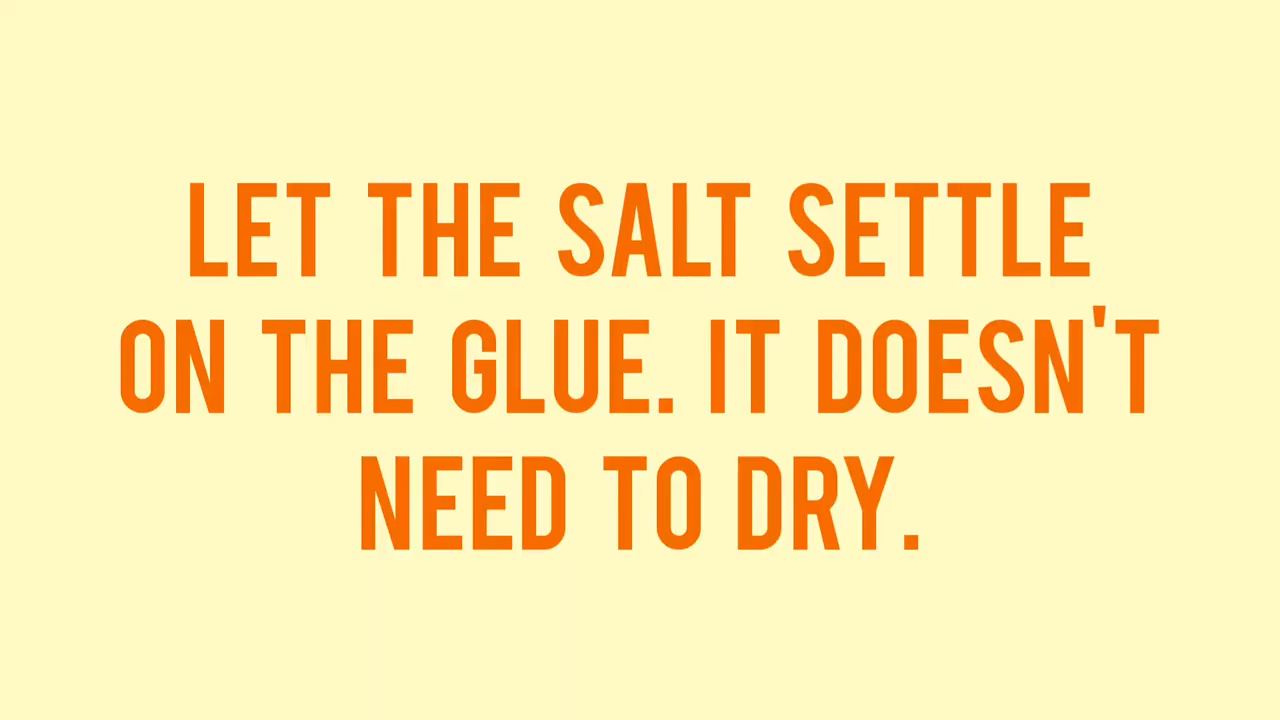 LET THE SALT SETTLE
ON THE GLUE. IT DOESN'T
NEED TO DRY.